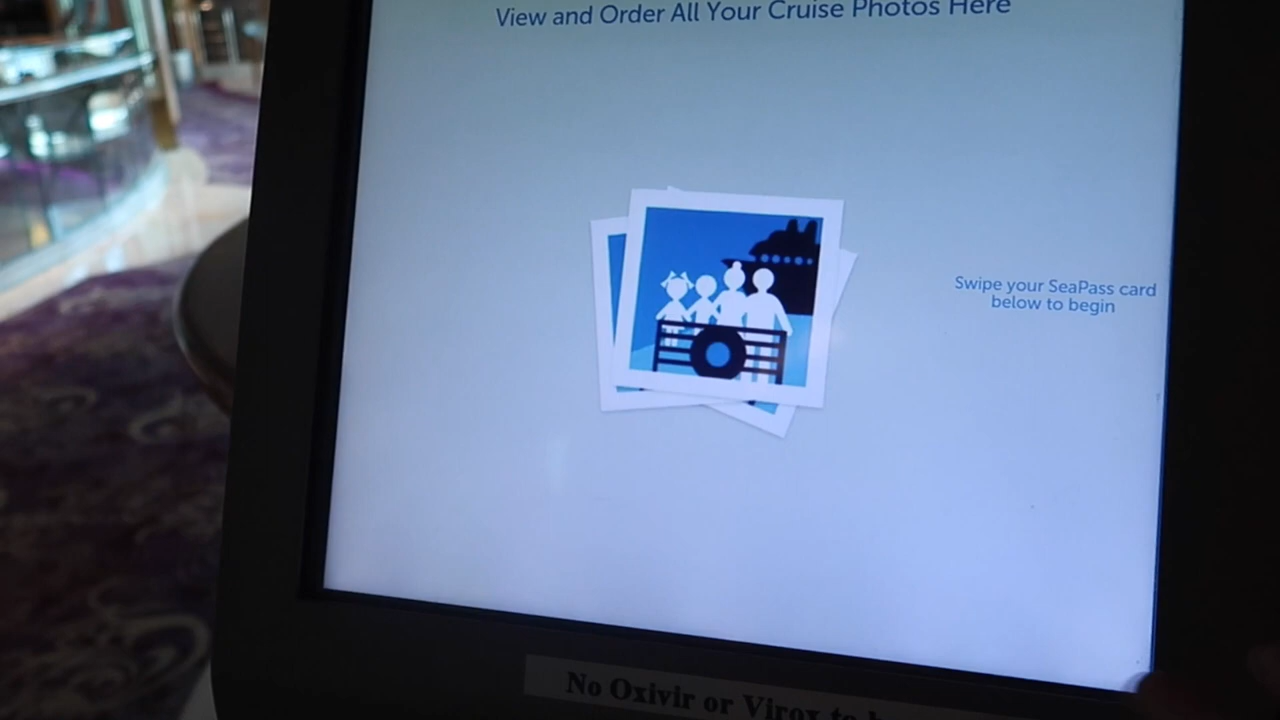 View and Order All Your Cruise Photos Here
Swipe your SeaPass card
below to begin
No Oxivir or Virox to